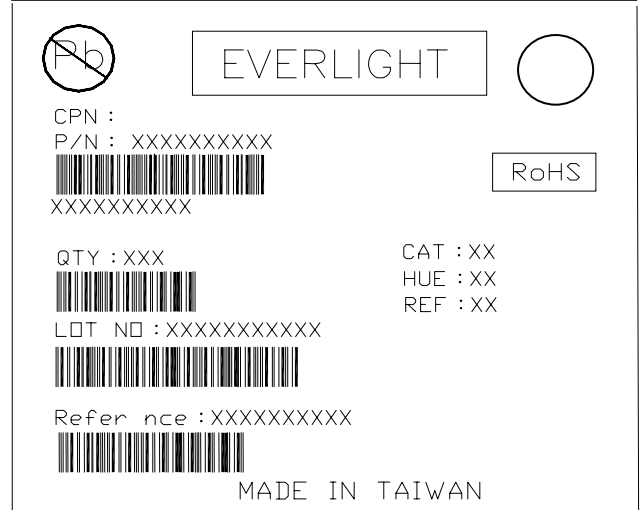 Pb
EVERLIGHT
CPN :
P/N : XXXXXXXXXX
RoHS
XXXXXXXXXX
QTY : XXX
CAT : XX
HUE : XX
REF : XX
LOT NO : XXXXXXXXXXX
Refer nce : XXXXXXXXXX
MADE IN TAIWAN